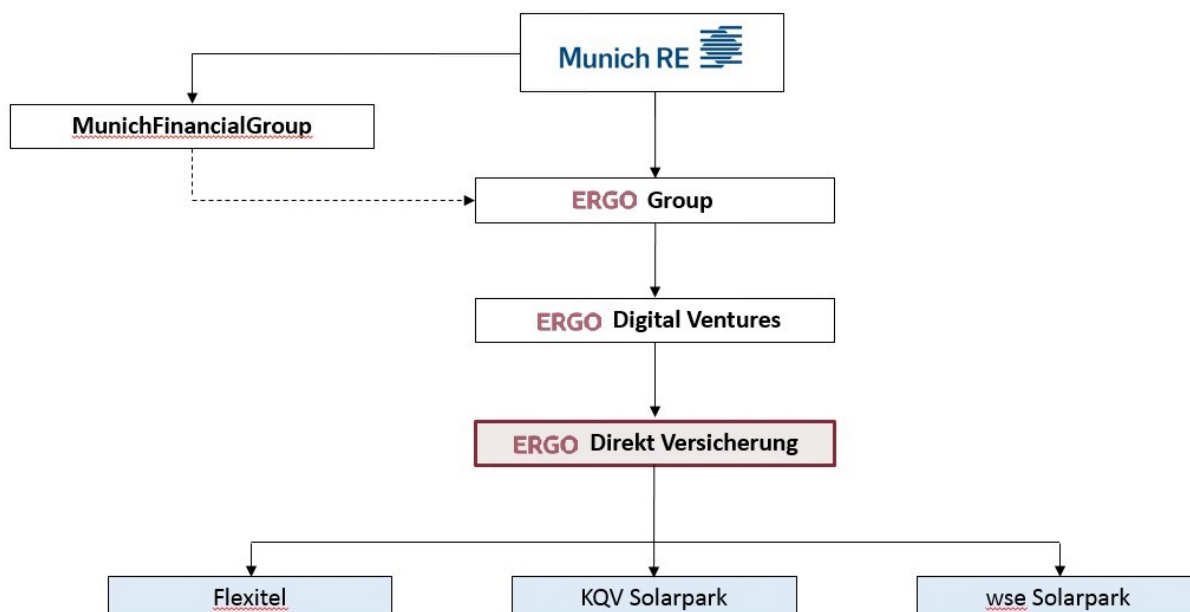 Munich RE
MunichFinancialGroup
ERGO Group
ERGO Digital Ventures
ERGO Direkt Versicherung
Flexitel
KQV Solarpark
wse Solarpark